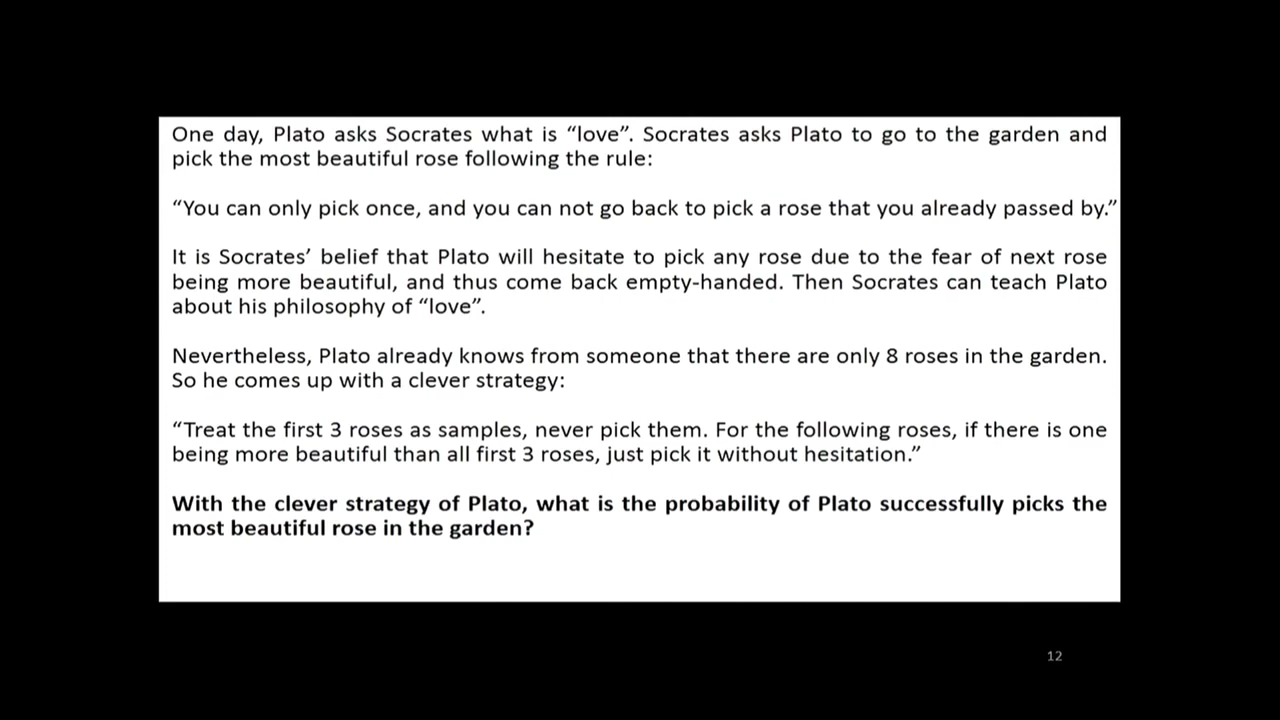 One day, Plato asks Socrates what is “love”. Socrates asks Plato to go to the garden and
pick the most beautiful rose following the rule:
“You can only pick once, and you can not go back to pick a rose that you already passed by.”
It is Socrates’ belief that Plato will hesitate to pick any rose due to the fear of next rose
being more beautiful, and thus come back empty-handed. Then Socrates can teach Plato
about his philosophy of “love”.
Nevertheless, Plato already knows from someone that there are only 8 roses in the garden.
So he comes up with a clever strategy:
“Treat the first 3 roses as samples, never pick them. For the following roses, if there is one
being more beautiful than all first 3 roses, just pick it without hesitation.”
With the clever strategy of Plato, what is the probability of Plato successfully picks the
most beautiful rose in the garden?
12